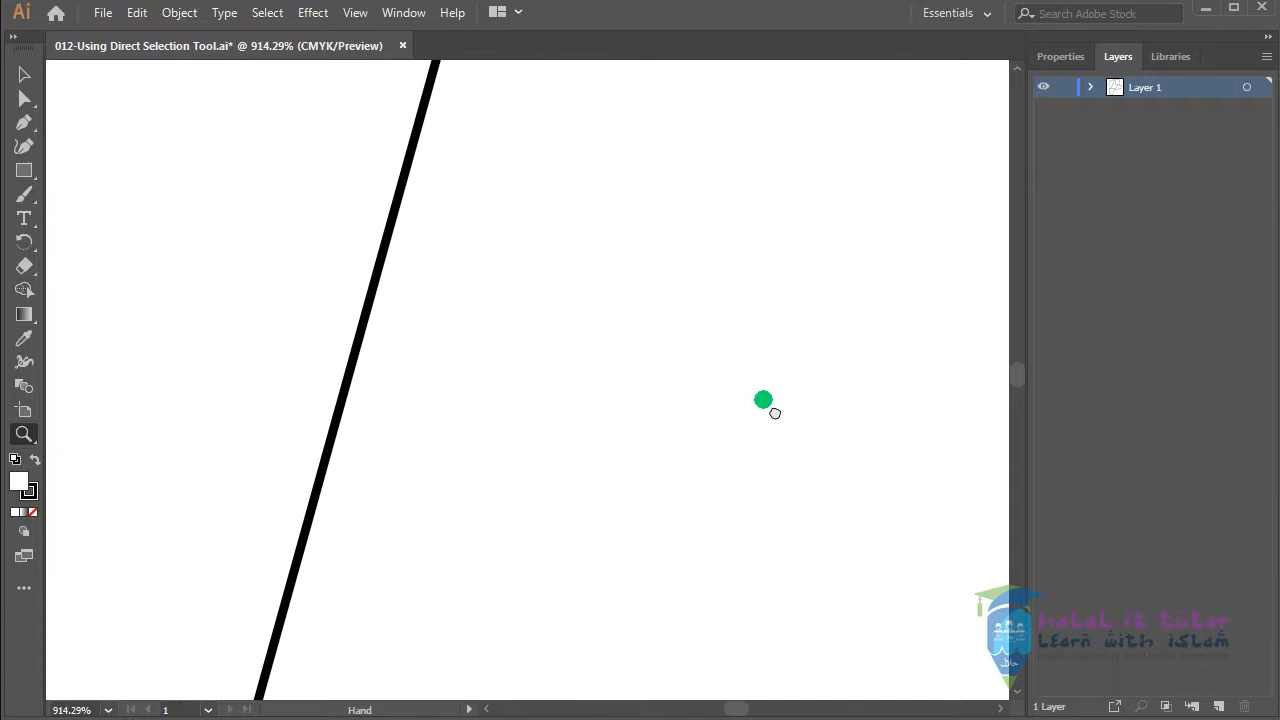 Ai File Edit Object Type Select Effect View Window Help Essentials Search Adobe Stock
012-Using Direct Selection Tool.ai* @ 914.29% (CMYK/Preview) ×
Properties Layers Libraries
Layer 1
HaLaL it tutor
Learn with islam
حلال
914.29% 1 Hand
1 Layer